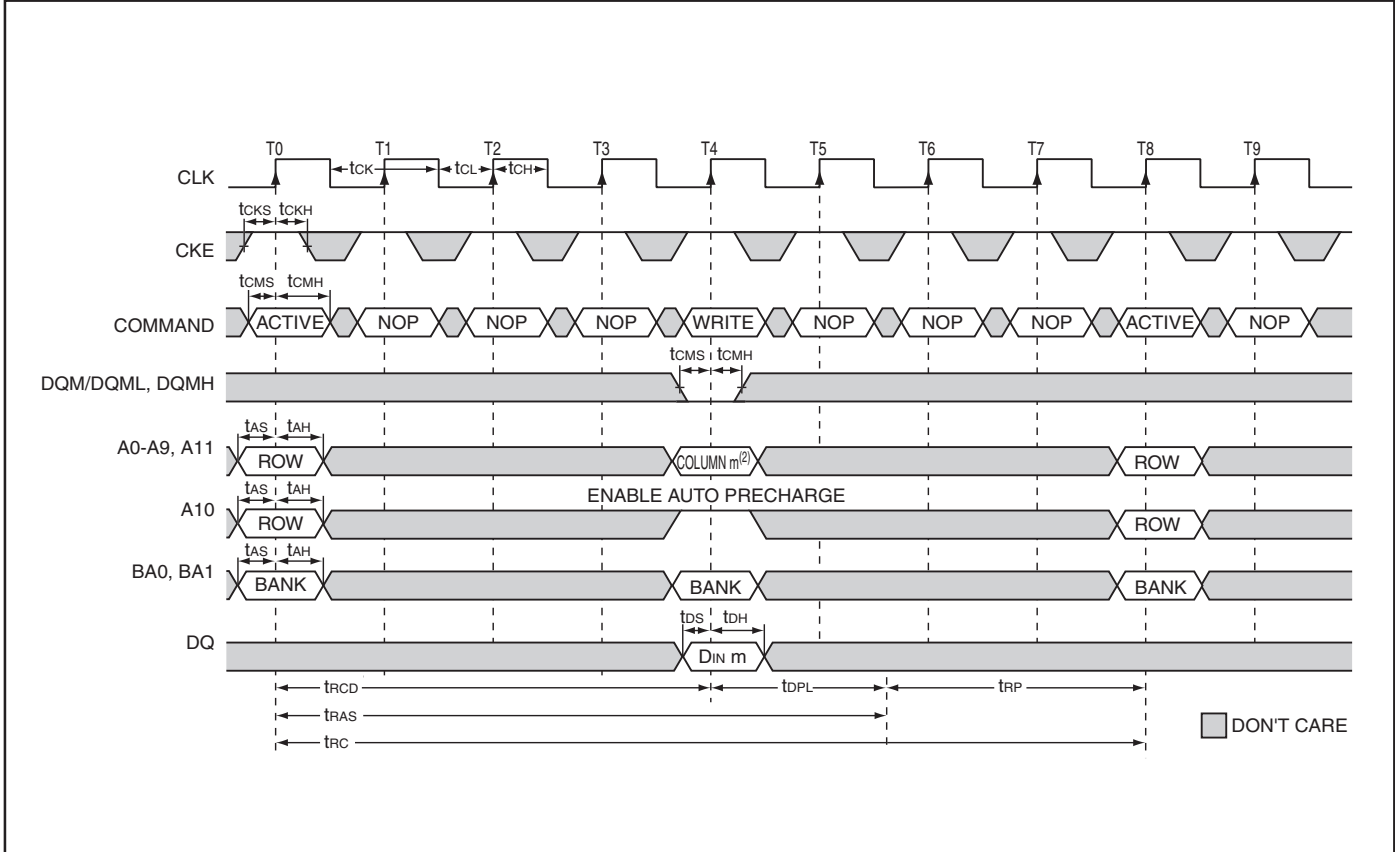 T0 T1 T2 T3 T4 T5 T6 T7 T8 T9
CLK
tCK tCL tCH
tCKS tCKH
CKE
tCMS tCMH
COMMAND ACTIVE NOP NOP NOP WRITE NOP NOP NOP ACTIVE NOP
tCMS tCMH
DQM/DQML, DQMH
tAS tAH
A0-A9, A11 ROW COLUMN m(2) ROW
tAS tAH ENABLE AUTO PRECHARGE
A10 ROW ROW
tAS tAH
BA0, BA1 BANK BANK BANK
tDS tDH
DQ DIN m
tRCD tDPL tRP
tRAS
tRC
DON'T CARE